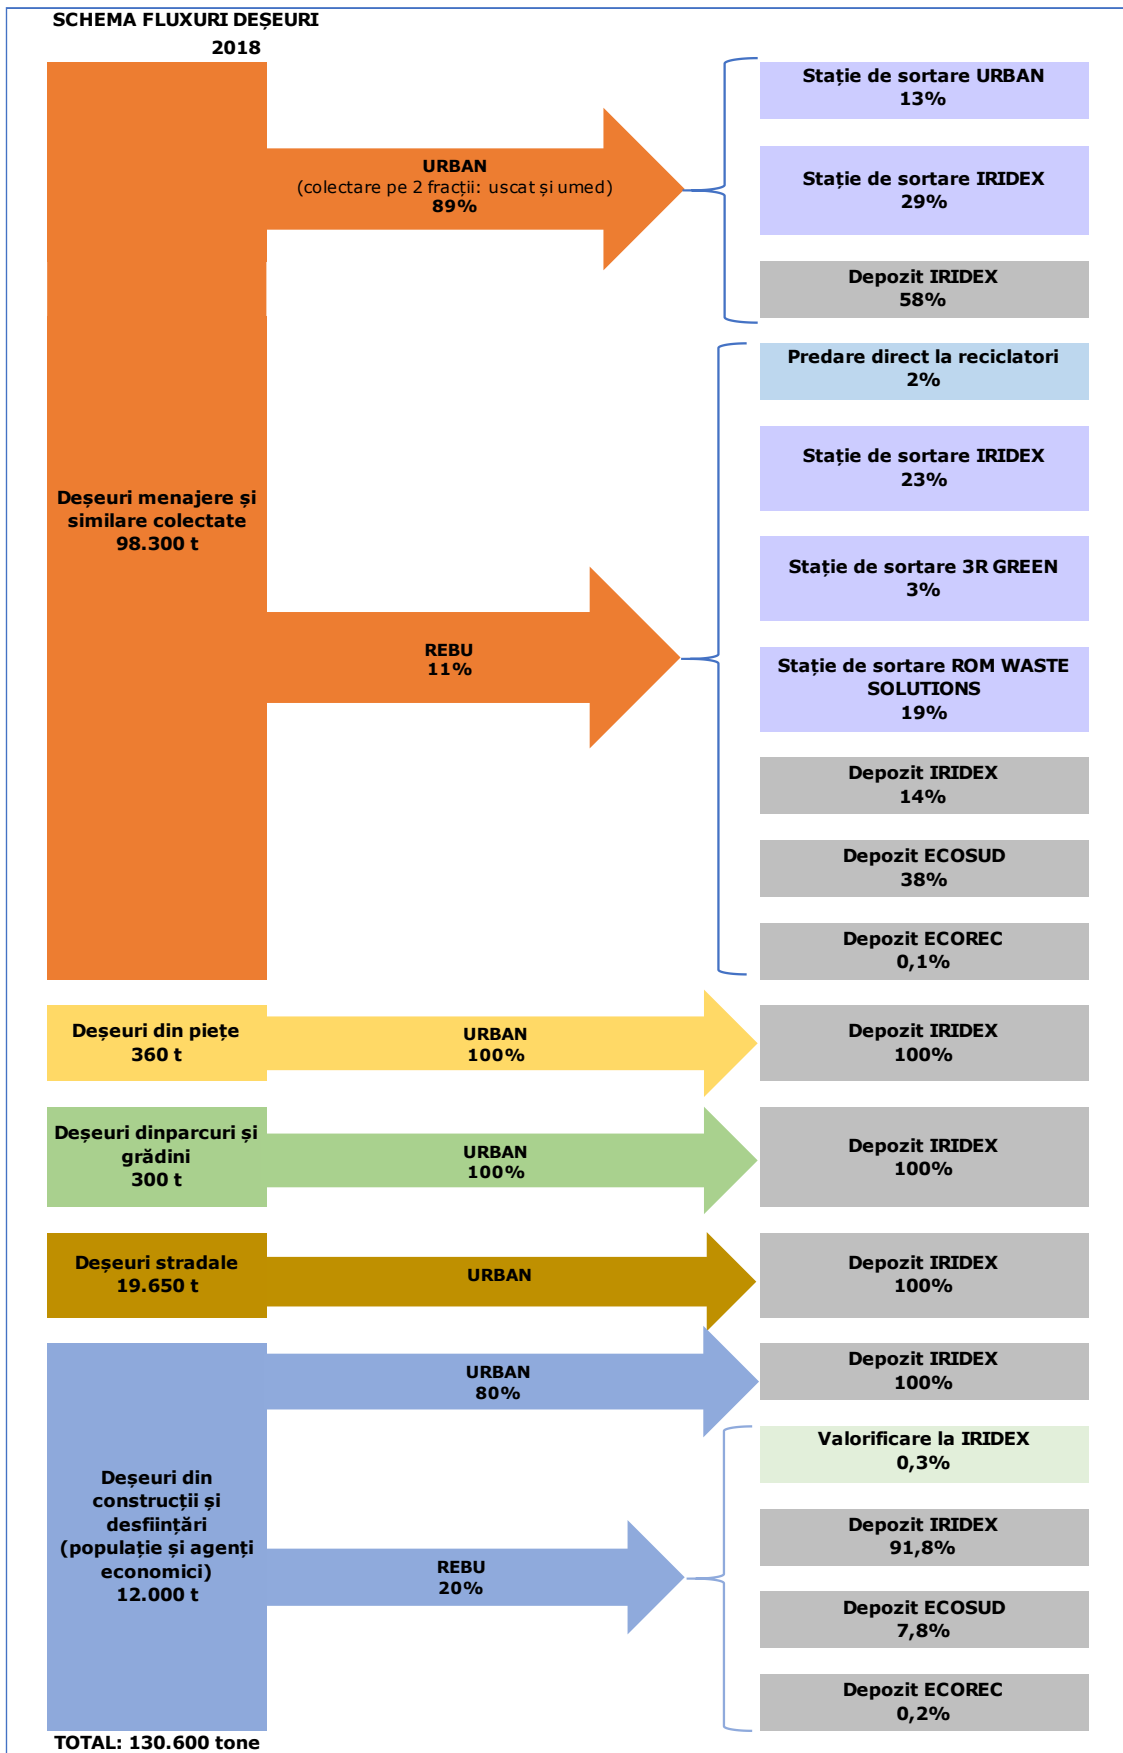 SCHEMA FLUXURI DEȘEURI
2018
Deșeuri menajere și
similare colectate
98.300 t
URBAN
(colectare pe 2 fracții: uscat și umed)
89%
Stație de sortare URBAN
13%
Stație de sortare IRIDEX
29%
Depozit IRIDEX
58%
REBU
11%
Predare direct la reciclatori
2%
Stație de sortare IRIDEX
23%
Stație de sortare 3R GREEN
3%
Stație de sortare ROM WASTE
SOLUTIONS
19%
Depozit IRIDEX
14%
Depozit ECOSUD
38%
Depozit ECOREC
0,1%
Deșeuri din piețe
360 t
URBAN
100%
Depozit IRIDEX
100%
Deșeuri dinparcuri și
grădini
300 t
URBAN
100%
Depozit IRIDEX
100%
Deșeuri stradale
19.650 t
URBAN
Depozit IRIDEX
100%
Deșeuri din
construcții și
desființări
(populație și agenți
economici)
12.000 t
URBAN
80%
Depozit IRIDEX
100%
REBU
20%
Valorificare la IRIDEX
0,3%
Depozit IRIDEX
91,8%
Depozit ECOSUD
7,8%
Depozit ECOREC
0,2%
TOTAL: 130.600 tone